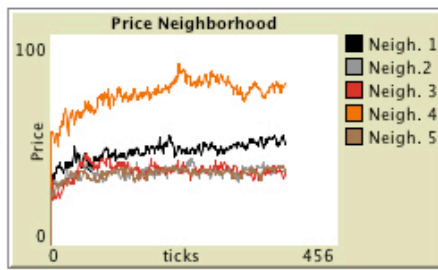 Price Neighborhood
100
Price
0
0
ticks
456
Neigh. 1
Neigh.2
Neigh. 3
Neigh. 4
Neigh. 5